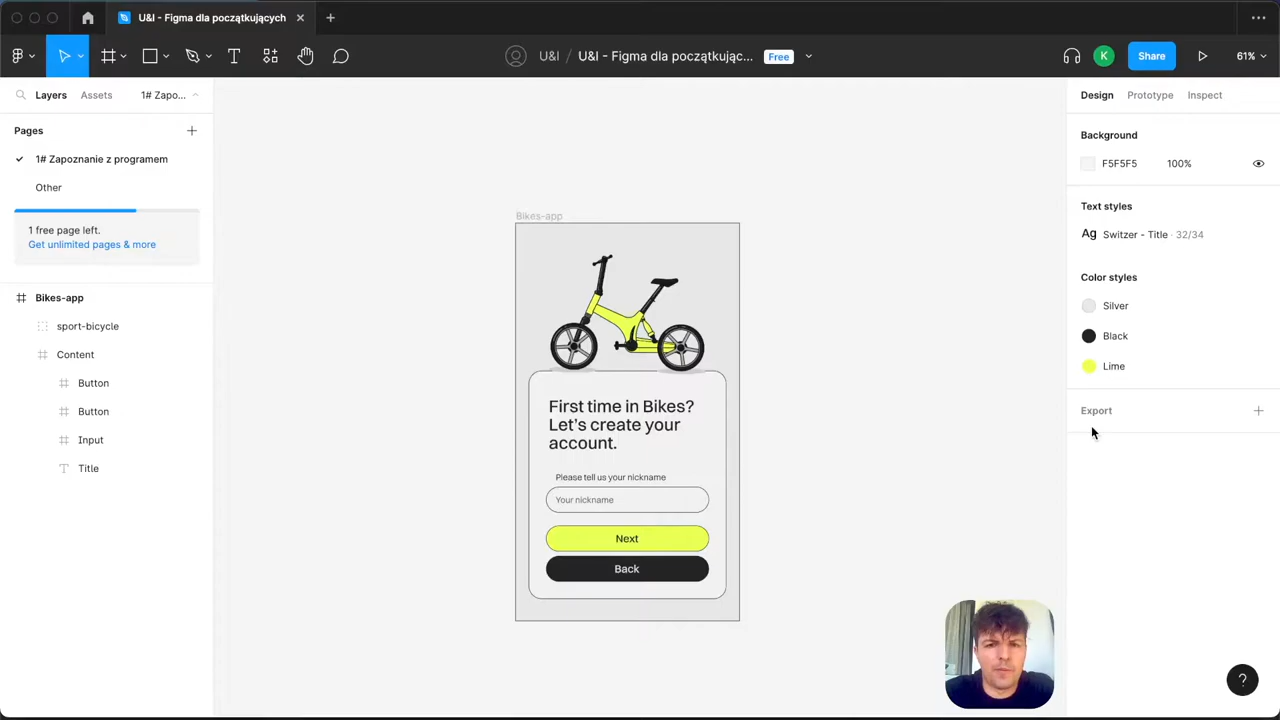 U&I - Figma dla początkujących
U&I / U&I - Figma dla początkując... Free
K
Share
61%
Layers
Assets
1# Zapo...
Pages
1# Zapoznanie z programem
Other
1 free page left.
Get unlimited pages & more
Bikes-app
sport-bicycle
Content
Button
Button
Input
Title
Bikes-app
First time in Bikes?
Let's create your
account.
Please tell us your nickname
Your nickname
Next
Back
Design
Prototype
Inspect
Background
F5F5F5
100%
Text styles
Ag Switzer - Title · 32/34
Color styles
Silver
Black
Lime
Export
?